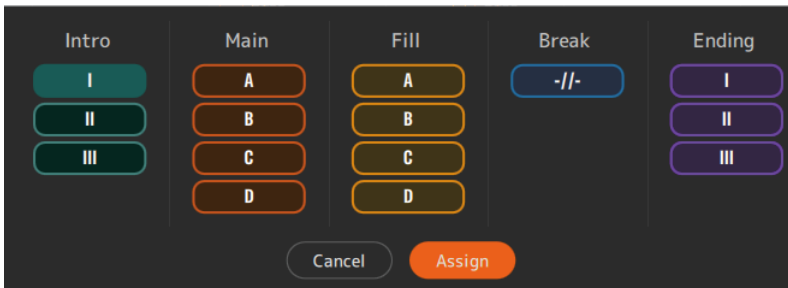 Intro Main Fill Break Ending
I A A -//- I
II B B II
III C C III
D D
Cancel Assign